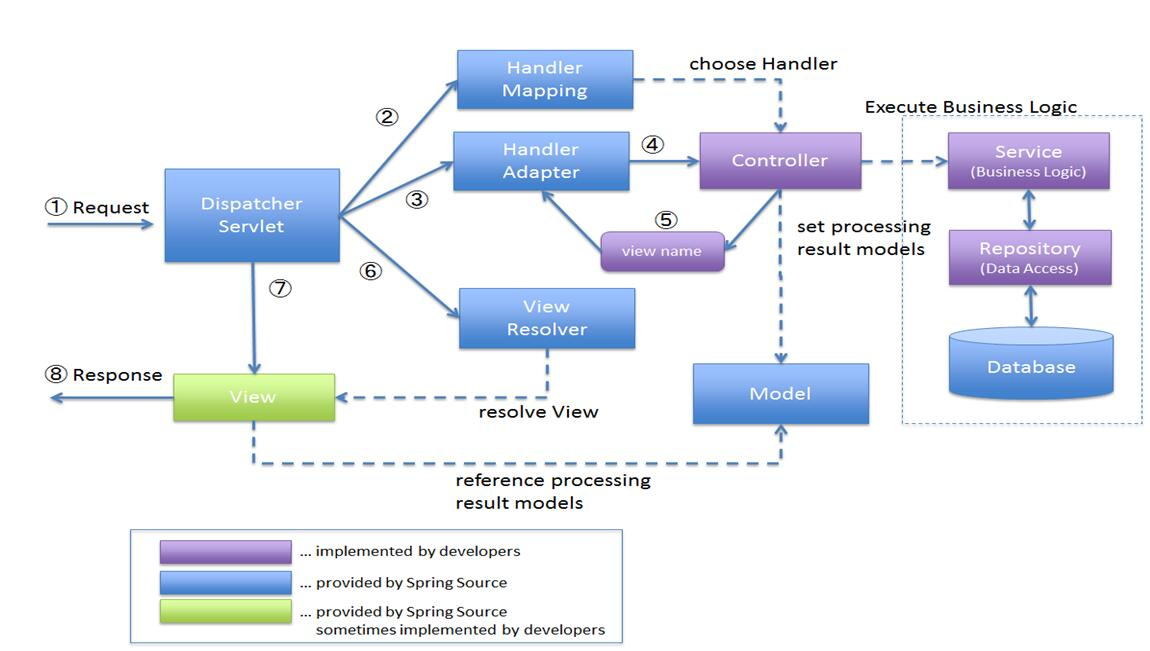 Handler
Mapping
choose Handler
Execute Business Logic
②
Handler
Adapter
④
Controller
Service
(Business Logic)
① Request
③
Dispatcher
Servlet
⑤
view name
set processing
result models
Repository
(Data Access)
⑥
⑦
View
Resolver
Database
⑧ Response
View
resolve View
Model
reference processing
result models
... implemented by developers
... provided by Spring Source
... provided by Spring Source
sometimes implemented by developers